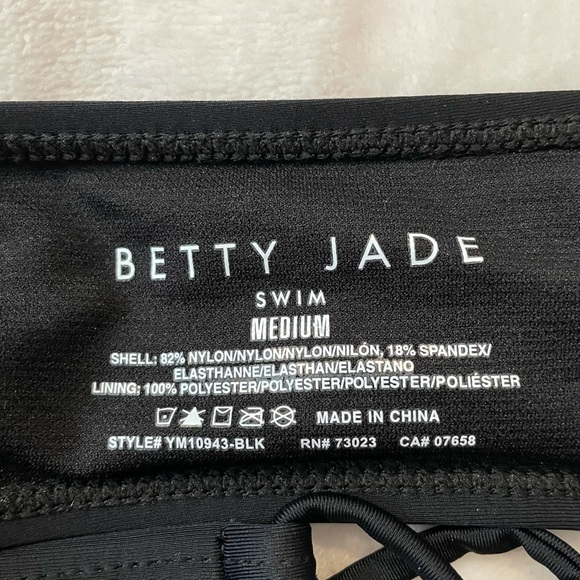 BETTY JADE
SWIM
MEDIUM
SHELL: 82% NYLON/NYLON/NYLON/NILÓN, 18% SPANDEX/
ELASTHANNE/ELASTHAN/ELASTANO
LINING: 100% POLYESTER/POLYESTER/POLYESTER/POLIÉSTER
MADE IN CHINA
STYLE# YM10943-BLK RN# 73023 CA# 07658